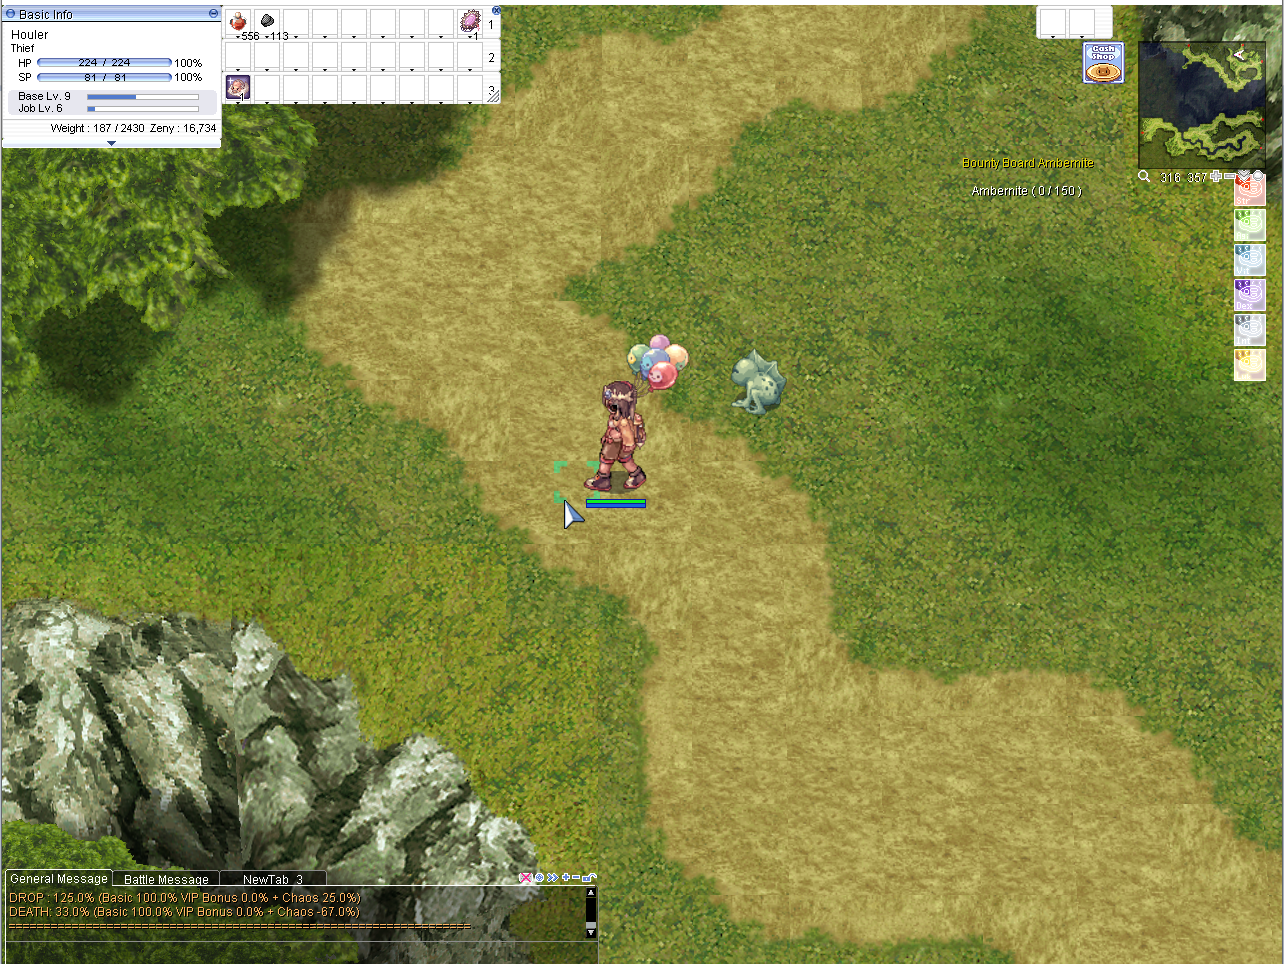 Basic Info
Houler
Thief
HP 224 / 224 100%
SP 81 / 81 100%
Base Lv. 9
Job Lv. 6
Weight : 187 / 2430 Zeny : 16,734
556 113 1 1
2
1 3
Cash Shop
Bounty Board Ambernite
Ambernite ( 0 / 150 )
316 357
Str
Dex
General Message Battle Message NewTab_3
DROP : 125.0% (Basic 100.0% VIP Bonus 0.0% + Chaos 25.0%)
DEATH: 33.0% (Basic 100.0% VIP Bonus 0.0% + Chaos -67.0%)